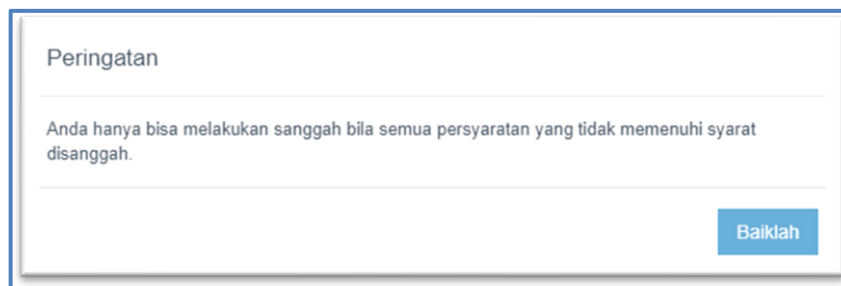 Peringatan
Anda hanya bisa melakukan sanggah bila semua persyaratan yang tidak memenuhi syarat
disanggah.
Baiklah